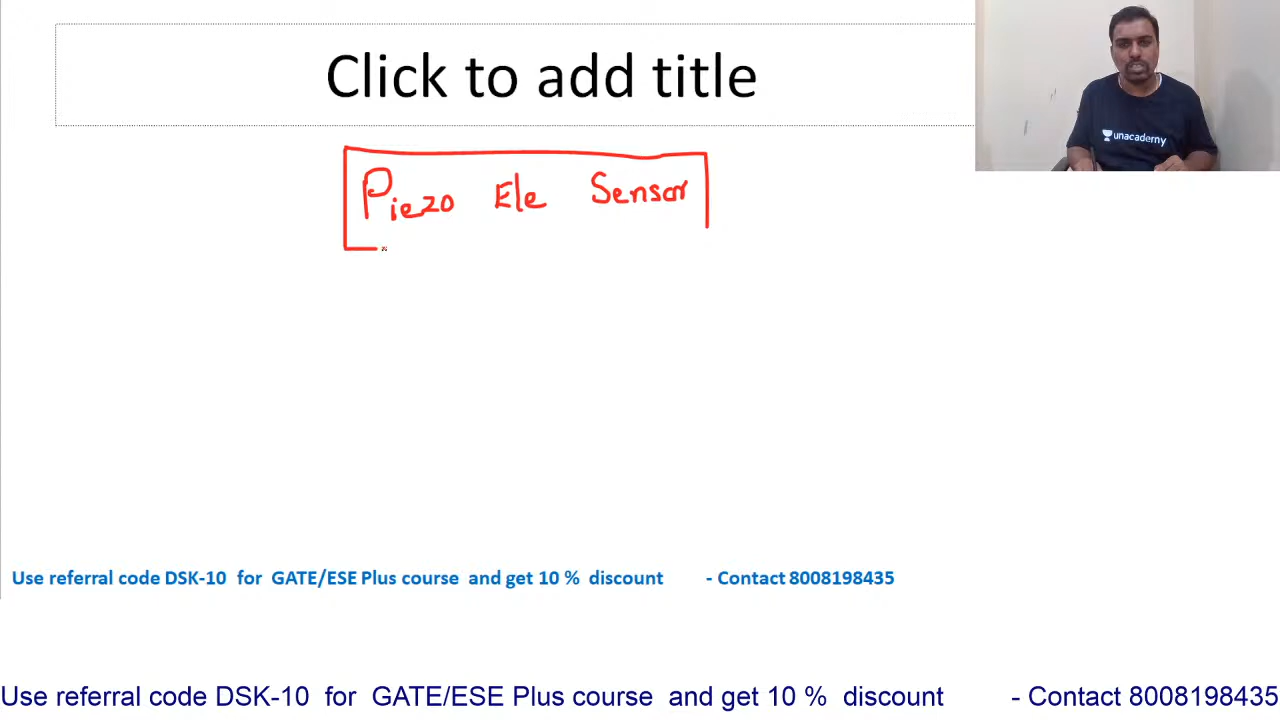 Click to add title
unacademy
Piezo Ele Sensor
Use referral code DSK-10 for GATE/ESE Plus course and get 10 % discount - Contact 8008198435
Use referral code DSK-10 for GATE/ESE Plus course and get 10 % discount - Contact 8008198435